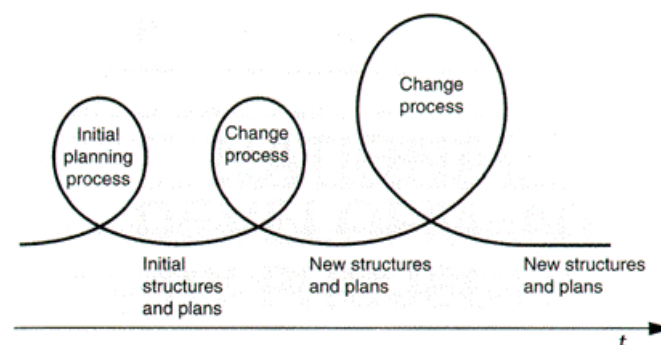 Initial
planning
process
Change
process
Change
process
Initial
structures
and plans
New structures
and plans
New structures
and plans
t